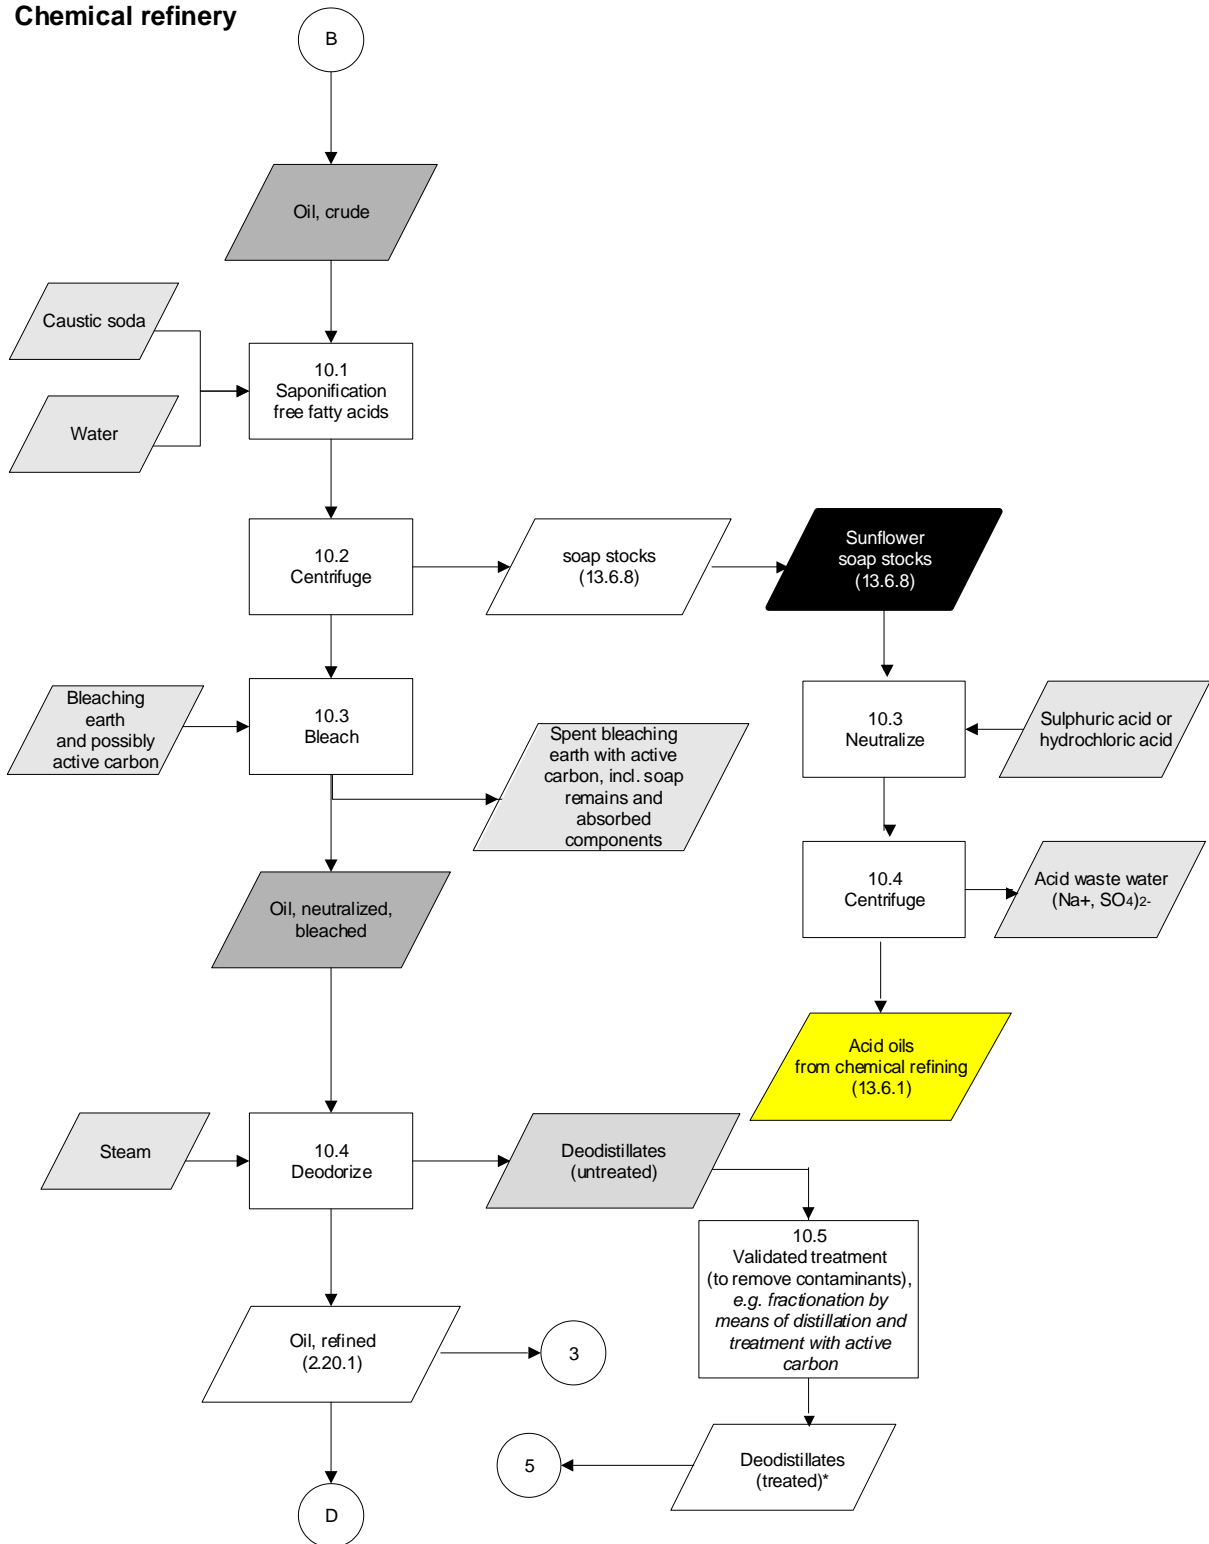 Chemical refinery
B
Oil, crude
Caustic soda
Water
10.1
Saponification
free fatty acids
10.2
Centrifuge
soap stocks
(13.6.8)
Sunflower
soap stocks
(13.6.8)
Bleaching
earth
and possibly
active carbon
10.3
Bleach
Spent bleaching
earth with active
carbon, incl. soap
remains and
absorbed
components
10.3
Neutralize
Sulphuric acid or
hydrochloric acid
10.4
Centrifuge
Acid waste water
(Na+, SO4)2-
Oil, neutralized,
bleached
Acid oils
from chemical refining
(13.6.1)
Steam
10.4
Deodorize
Deodistillates
(untreated)
10.5
Validated treatment
(to remove contaminants),
e.g. fractionation by
means of distillation and
treatment with active
carbon
Oil, refined
(2.20.1)
3
5
Deodistillates
(treated)*
D